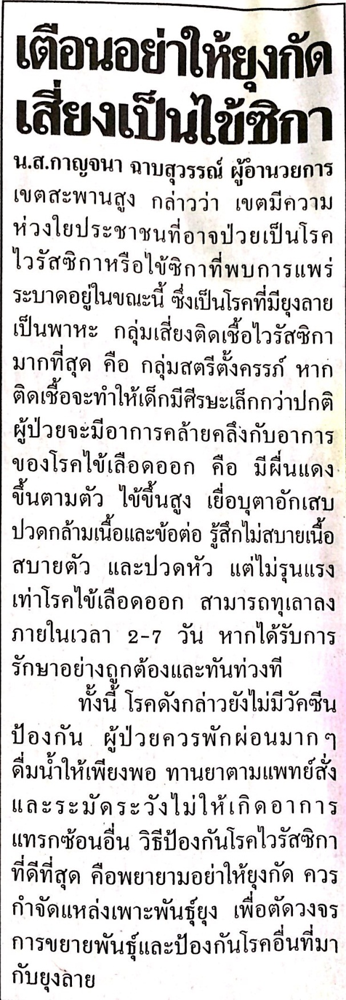 เตือนอย่าให้ยุงกัด
เสี่ยงเป็นไข้ซิกา
น.ส.กาญจนา ฉาบสุวรรณ์ ผู้อำนวยการ
เขตสะพานสูง กล่าวว่า เขตมีความ
ห่วงใยประชาชนที่อาจป่วยเป็นโรค
ไวรัสซิกาหรือไข้ซิกาที่พบการแพร่
ระบาดอยู่ในขณะนี้ ซึ่งเป็นโรคที่มียุงลาย
เป็นพาหะ กลุ่มเสี่ยงติดเชื้อไวรัสซิกา
มากที่สุด คือ กลุ่มสตรีตั้งครรภ์ หาก
ติดเชื้อจะทำให้เด็กมีศีรษะเล็กกว่าปกติ
ผู้ป่วยจะมีอาการคล้ายคลึงกับอาการ
ของโรคไข้เลือดออก คือ มีผื่นแดง
ขึ้นตามตัว ไข้ขึ้นสูง เยื่อบุตาอักเสบ
ปวดกล้ามเนื้อและข้อต่อ รู้สึกไม่สบายเนื้อ
สบายตัว และปวดหัว แต่ไม่รุนแรง
เท่าโรคไข้เลือดออก สามารถทุเลาลง
ภายในเวลา 2-7 วัน หากได้รับการ
รักษาอย่างถูกต้องและทันท่วงที
ทั้งนี้ โรคดังกล่าวยังไม่มีวัคซีน
ป้องกัน ผู้ป่วยควรพักผ่อนมากๆ
ดื่มน้ำให้เพียงพอ ทานยาตามแพทย์สั่ง
และระมัดระวังไม่ให้เกิดอาการ
แทรกซ้อนอื่น วิธีป้องกันโรคไวรัสซิกา
ที่ดีที่สุด คือพยายามอย่าให้ยุงกัด ควร
กำจัดแหล่งเพาะพันธุ์ยุง เพื่อตัดวงจร
การขยายพันธุ์และป้องกันโรคอื่นที่มา
กับยุงลาย